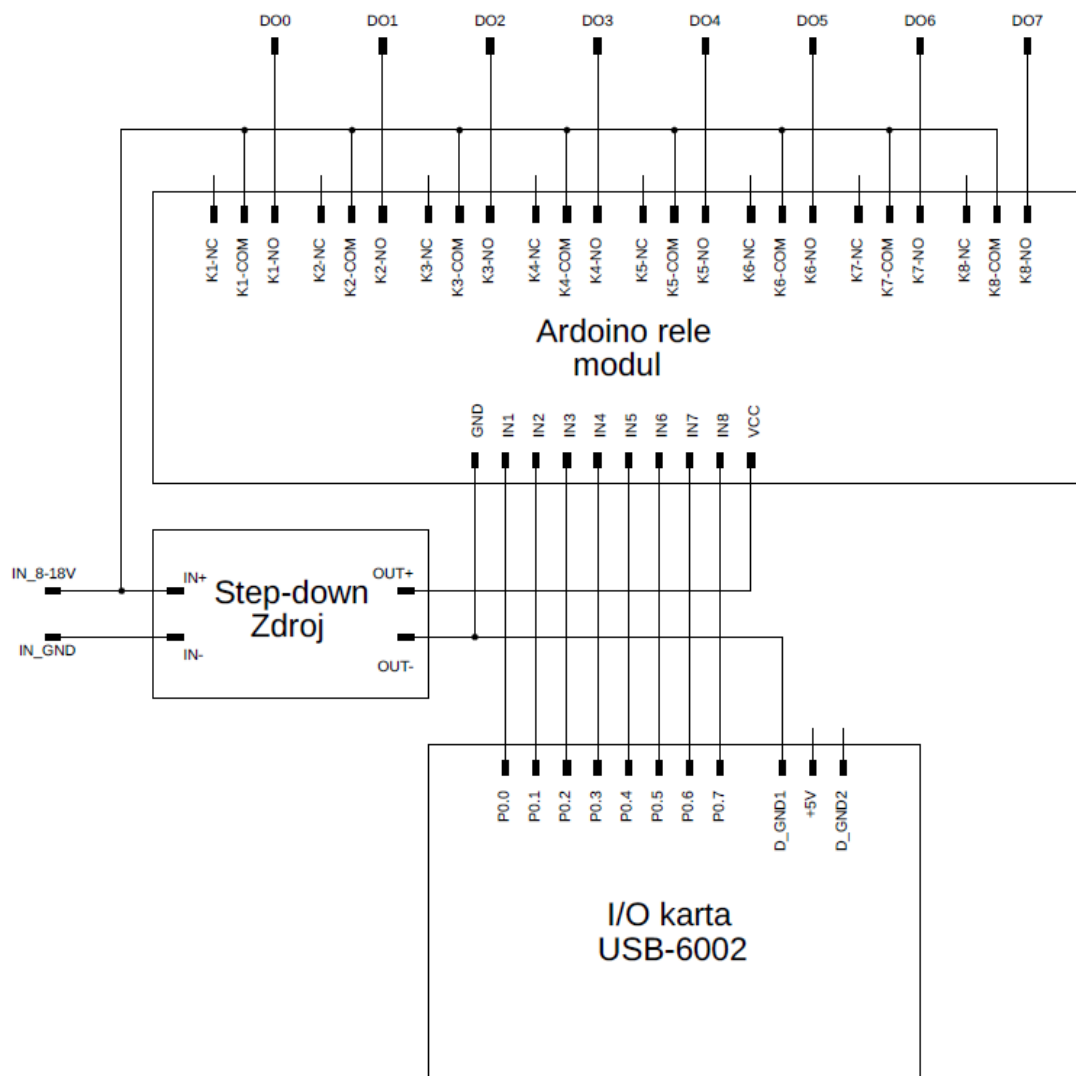 DO0 DO1 DO2 DO3 DO4 DO5 DO6 DO7
K1-NC K1-COM K1-NO K2-NC K2-COM K2-NO K3-NC K3-COM K3-NO K4-NC K4-COM K4-NO K5-NC K5-COM K5-NO K6-NC K6-COM K6-NO K7-NC K7-COM K7-NO K8-NC K8-COM K8-NO
Ardoino rele
modul
GND IN1 IN2 IN3 IN4 IN5 IN6 IN7 IN8 VCC
IN_8-18V
IN_GND
IN+
IN-
Step-down
Zdroj
OUT+
OUT-
P0.0 P0.1 P0.2 P0.3 P0.4 P0.5 P0.6 P0.7 D_GND1 +5V D_GND2
I/O karta
USB-6002